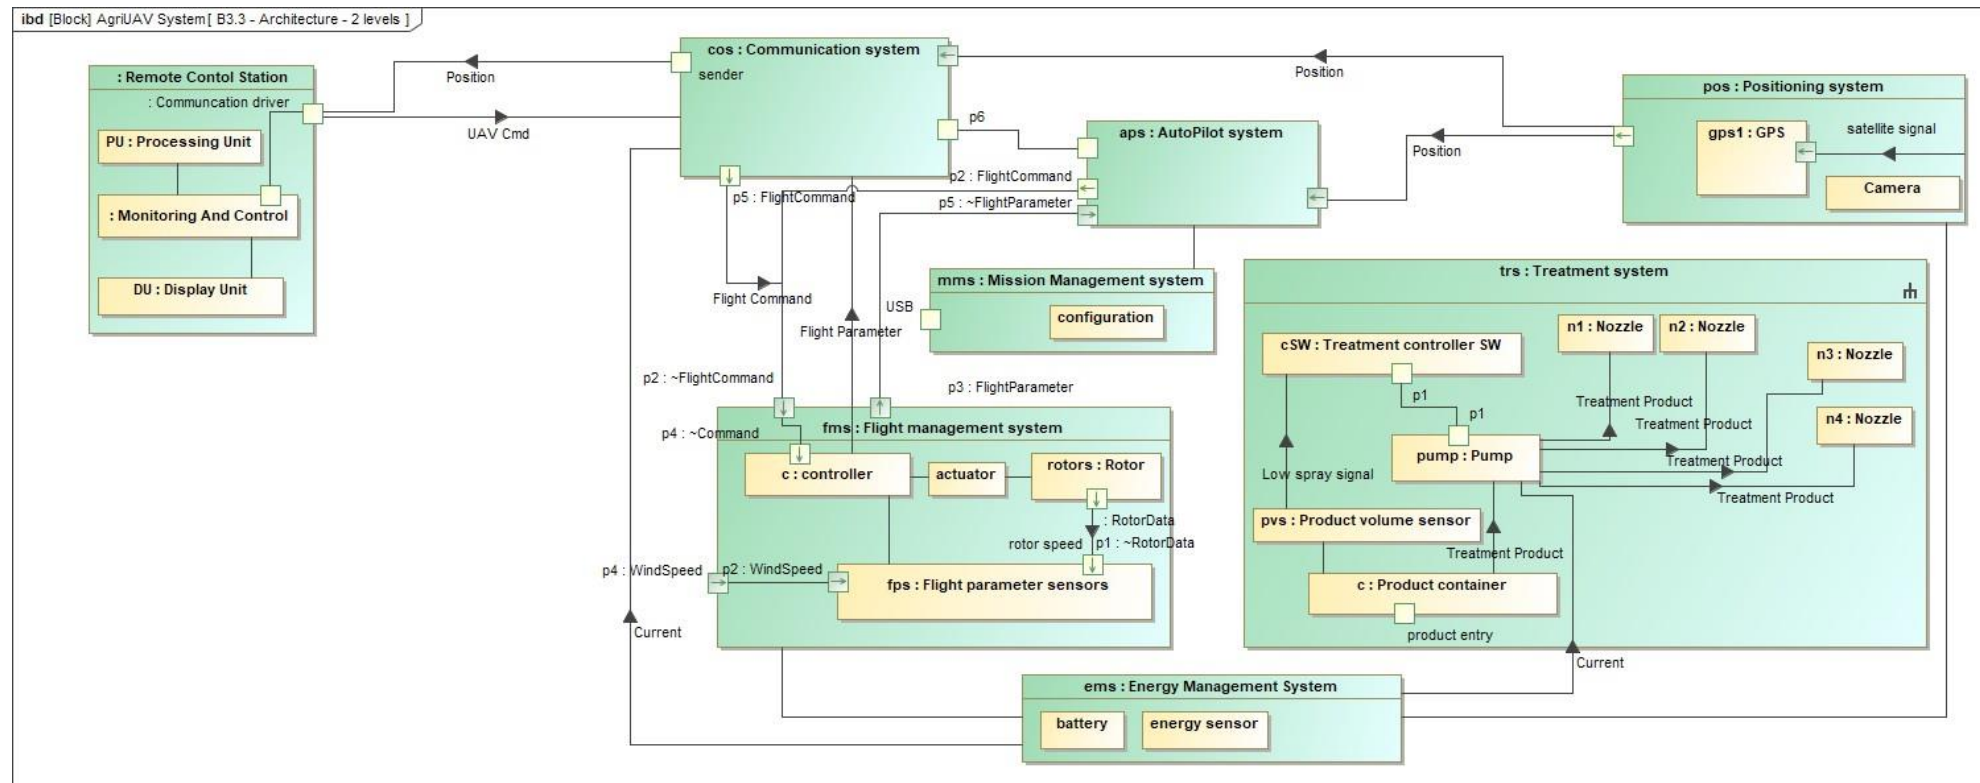 ibd [Block] AgriUAV System[ B3.3 - Architecture - 2 levels ]
: Remote Contol Station
: Communcation driver
PU : Processing Unit
: Monitoring And Control
DU : Display Unit
Position
UAV Cmd
cos : Communication system
sender
p6
p5 : FlightCommand
Flight Command
Flight Parameter
Position
aps : AutoPilot system
p2 : FlightCommand
p5 : ~FlightParameter
Position
pos : Positioning system
gps1 : GPS
satellite signal
Camera
mms : Mission Management system
USB
configuration
p2 : ~FlightCommand
p3 : FlightParameter
fms : Flight management system
p4 : ~Command
c : controller
actuator
rotors : Rotor
: RotorData
rotor speed
p1 : ~RotorData
p4 : WindSpeed
p2 : WindSpeed
fps : Flight parameter sensors
Current
trs : Treatment system
cSW : Treatment controller SW
n1 : Nozzle
n2 : Nozzle
n3 : Nozzle
n4 : Nozzle
p1
p1
Treatment Product
Treatment Product
Treatment Product
Treatment Product
pump : Pump
Low spray signal
pvs : Product volume sensor
Treatment Product
c : Product container
product entry
Current
ems : Energy Management System
battery
energy sensor